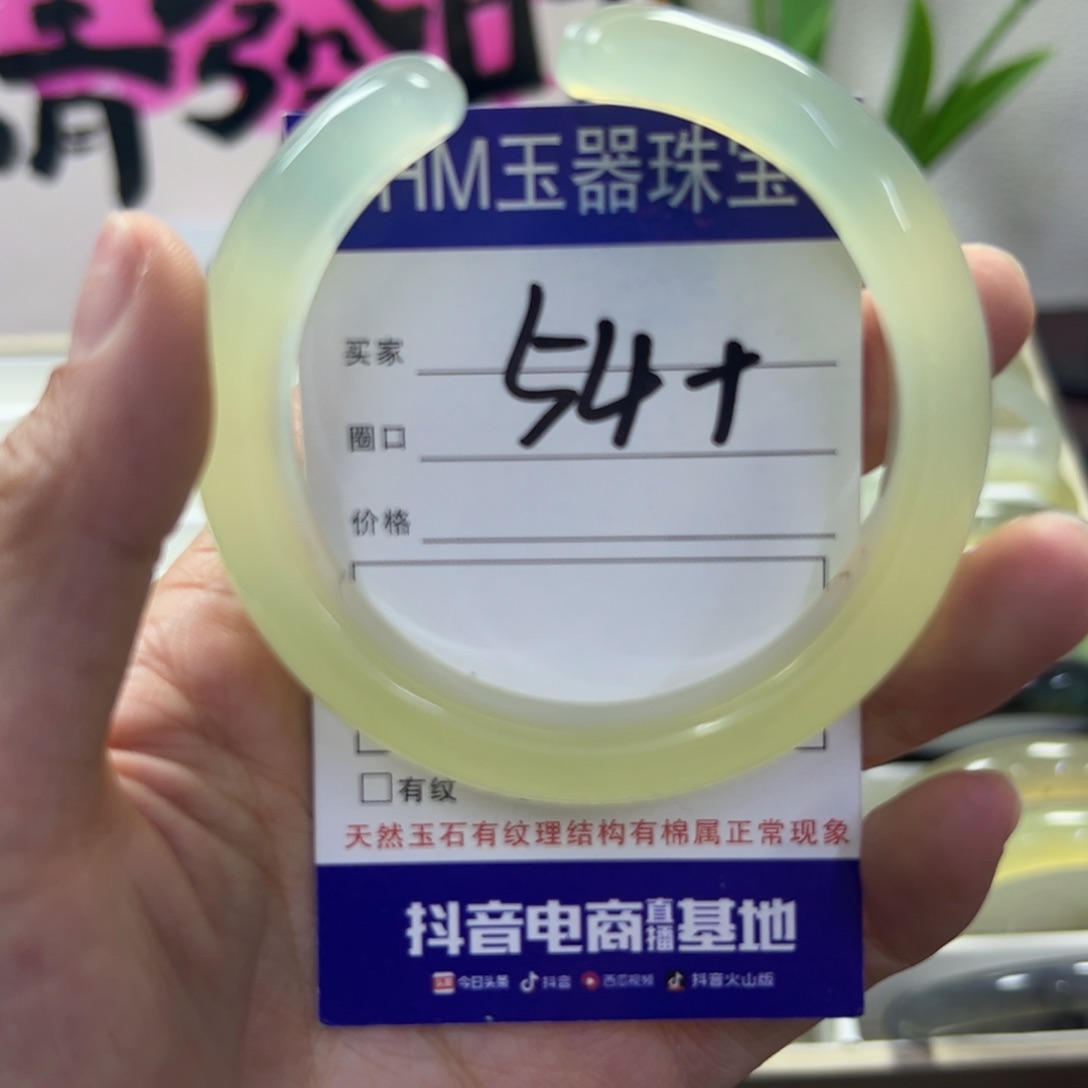 HM玉器珠宝
买家
54+
圈口
价格
有纹
天然玉石有纹理结构有棉属正常现象
抖音电商直播基地
今日头条 抖音 西瓜视频 抖音火山版